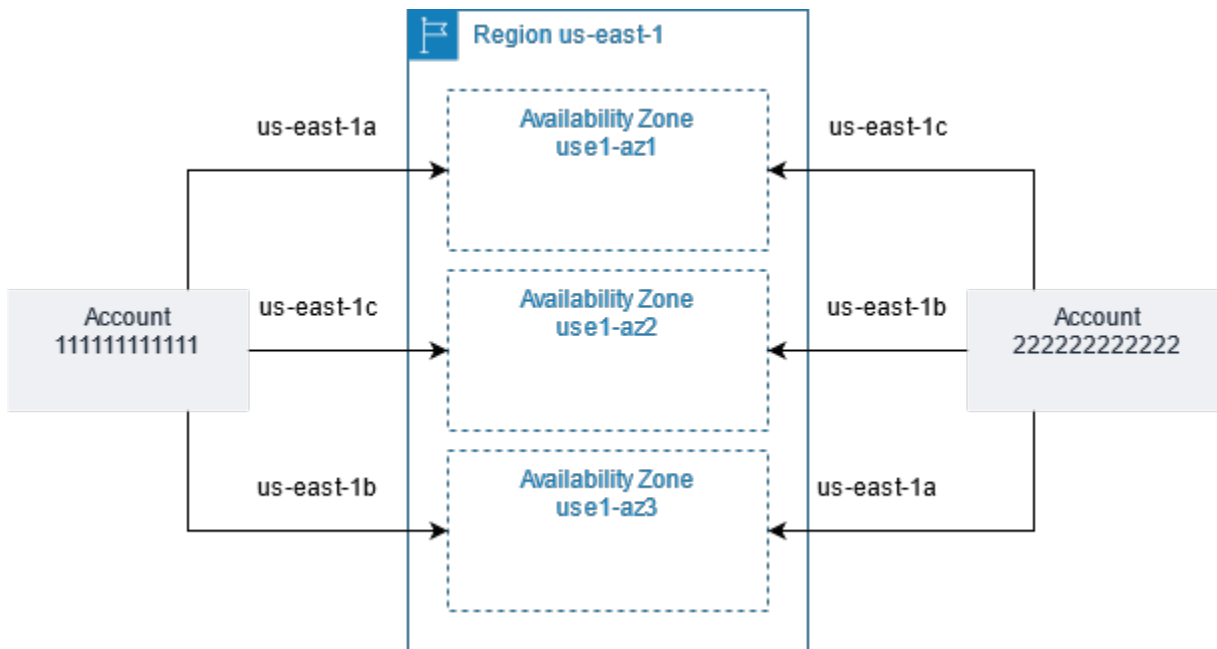 Region us-east-1
us-east-1a
Availability Zone
use1-az1
us-east-1c
Account
111111111111
us-east-1c
Availability Zone
use1-az2
us-east-1b
Account
222222222222
us-east-1b
Availability Zone
use1-az3
us-east-1a